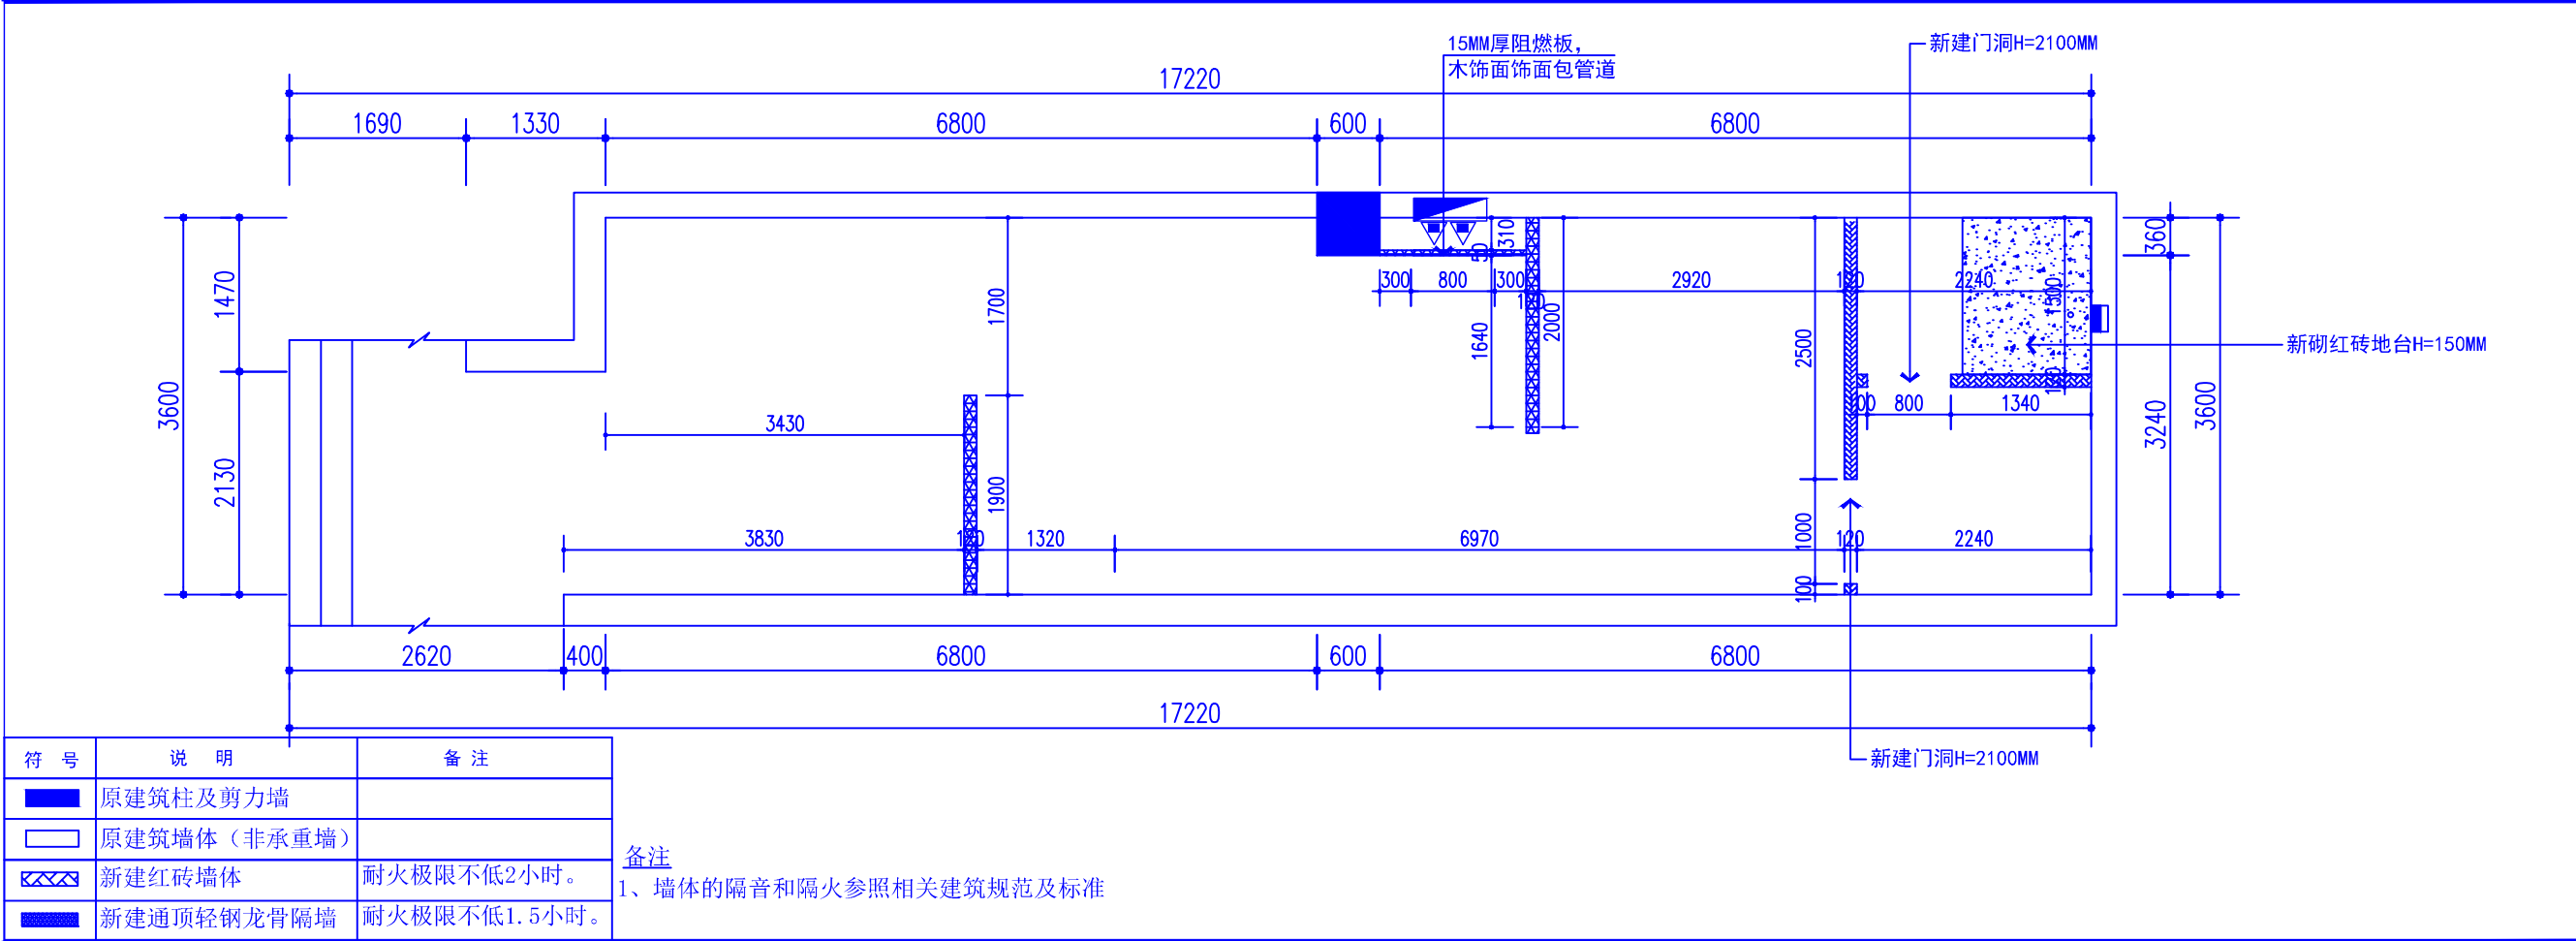 15MM厚阻燃板，
木饰面饰面包管道
新建门洞H=2100MM
17220
1690
1330
6800
600
6800
360
310
50
1470
3600
1700
300
800
300
2920
2240
1500
2000
1640
2500
新砌红砖地台H=150MM
800
1340
3430
3240
3600
2130
1900
3830
1320
6970
120
2240
1000
100
2620
400
6800
600
6800
17220
新建门洞H=2100MM
符 号
说 明
备 注
原建筑柱及剪力墙
原建筑墙体（非承重墙）
新建红砖墙体
耐火极限不低2小时。
新建通顶轻钢龙骨隔墙
耐火极限不低1.5小时。
备注
1、墙体的隔音和隔火参照相关建筑规范及标准